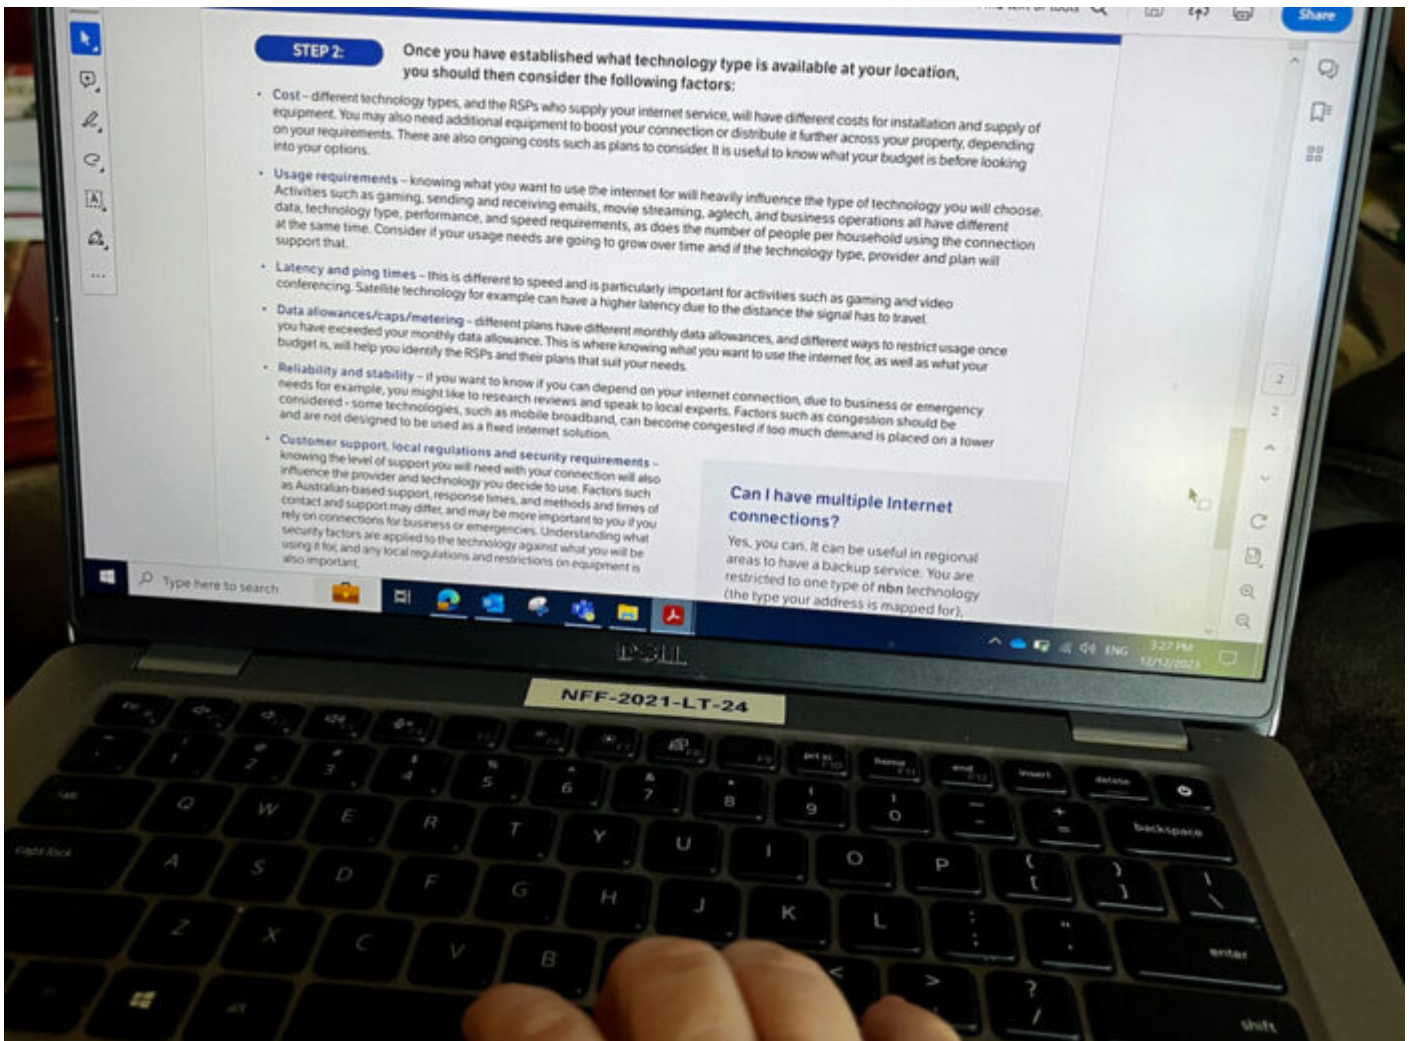 Share
STEP 2:
Once you have established what technology type is available at your location,
you should then consider the following factors:
• Cost – different technology types, and the RSPs who supply your internet service, will have different costs for installation and supply of
equipment. You may also need additional equipment to boost your connection or distribute it further across your property, depending
on your requirements. There are also ongoing costs such as plans to consider. It is useful to know what your budget is before looking
into your options.
• Usage requirements – knowing what you want to use the internet for will heavily influence the type of technology you will choose.
Activities such as gaming, sending and receiving emails, movie streaming, agtech, and business operations all have different
data, technology type, performance, and speed requirements, as does the number of people per household using the connection
at the same time. Consider if your usage needs are going to grow over time and if the technology type, provider and plan will
support that.
• Latency and ping times – this is different to speed and is particularly important for activities such as gaming and video
conferencing. Satellite technology for example can have a higher latency due to the distance the signal has to travel.
• Data allowances/caps/metering – different plans have different monthly data allowances, and different ways to restrict usage once
you have exceeded your monthly data allowance. This is where knowing what you want to use the internet for, as well as what your
budget is, will help you identify the RSPs and their plans that suit your needs.
• Reliability and stability – if you want to know if you can depend on your internet connection, due to business or emergency
needs for example, you might like to research reviews and speak to local experts. Factors such as congestion should be
considered - some technologies, such as mobile broadband, can become congested if too much demand is placed on a tower
and are not designed to be used as a fixed internet solution.
• Customer support, local regulations and security requirements –
knowing the level of support you will need with your connection will also
influence the provider and technology you decide to use. Factors such
as Australian-based support, response times, and methods and times of
contact and support may differ, and may be more important to you if you
rely on connections for business or emergencies. Understanding what
security factors are applied to the technology against what you will be
using it for, and any local regulations and restrictions on equipment is
also important.
Can I have multiple Internet
connections?
Yes, you can. It can be useful in regional
areas to have a backup service. You are
restricted to one type of nbn technology
(the type your address is mapped for),
2
2
Type here to search
ENG
3:27 PM
12/12/2023
DELL
NFF-2021-LT-24
home end insert delete
1 2 3 4 5 6 7 8 9 0 - = backspace
Q W E R T Y U I O P [ ] \
caps lock A S D F G H J K L ; ' enter
Z X C V B < > ? / shift
alt